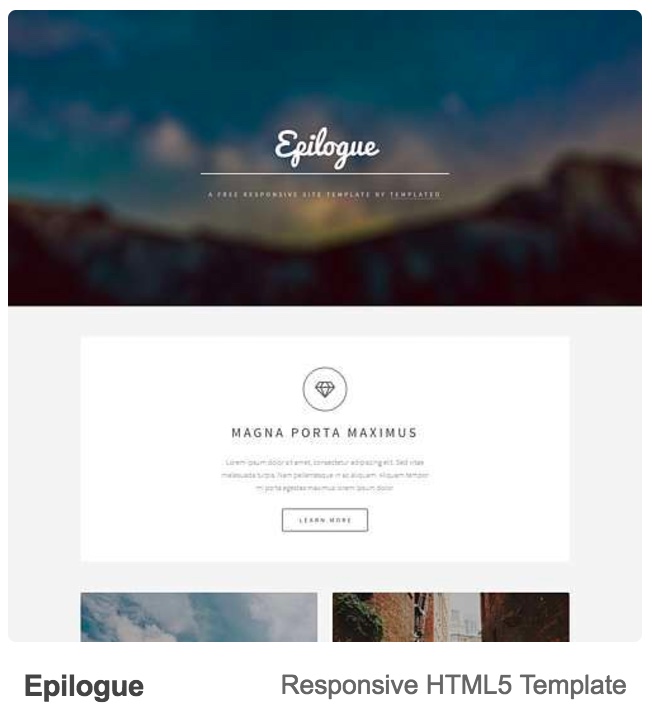 Epilogue
A FREE RESPONSIVE SITE TEMPLATE BY TEMPLATED
MAGNA PORTA MAXIMUS
Lorem ipsum dolor sit amet, consectetur adipiscing elit. Sed vitae
malesuada turpis. Nam pellentesque in ac aliquam. Aliquam tempor
mi porta egestas maximus lorem ipsum dolor
LEARN MORE
Epilogue Responsive HTML5 Template